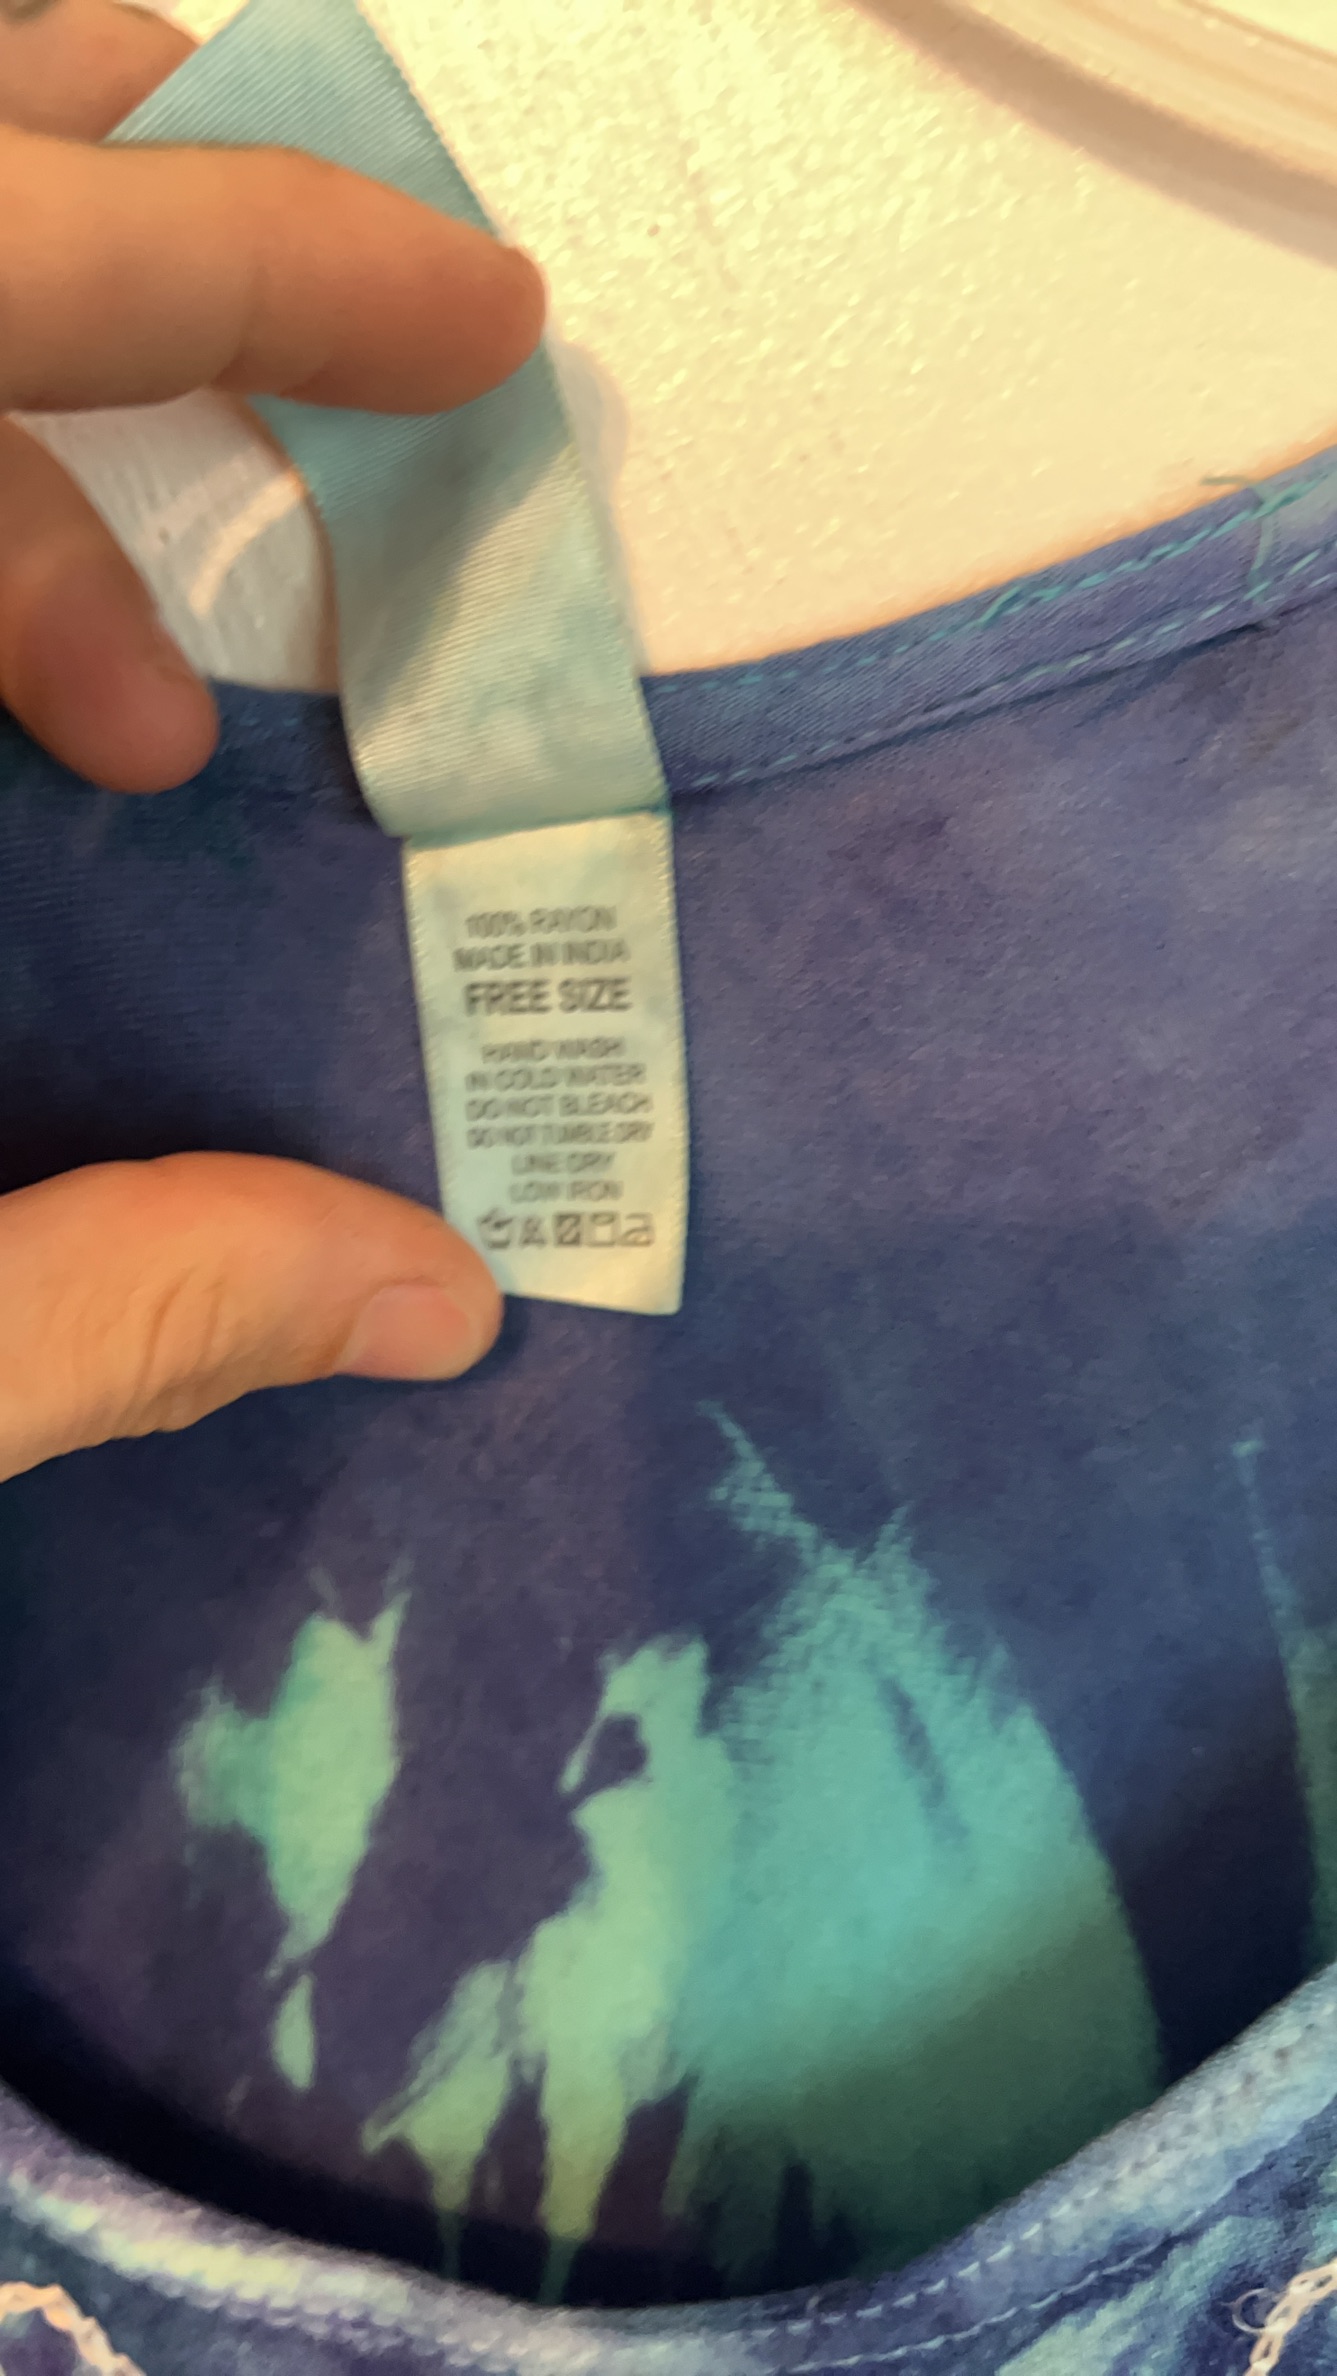 100% RAYON
MADE IN INDIA
FREE SIZE
HAND WASH
IN COLD WATER
DO NOT BLEACH
DO NOT TUMBLE DRY
LINE DRY
LOW IRON